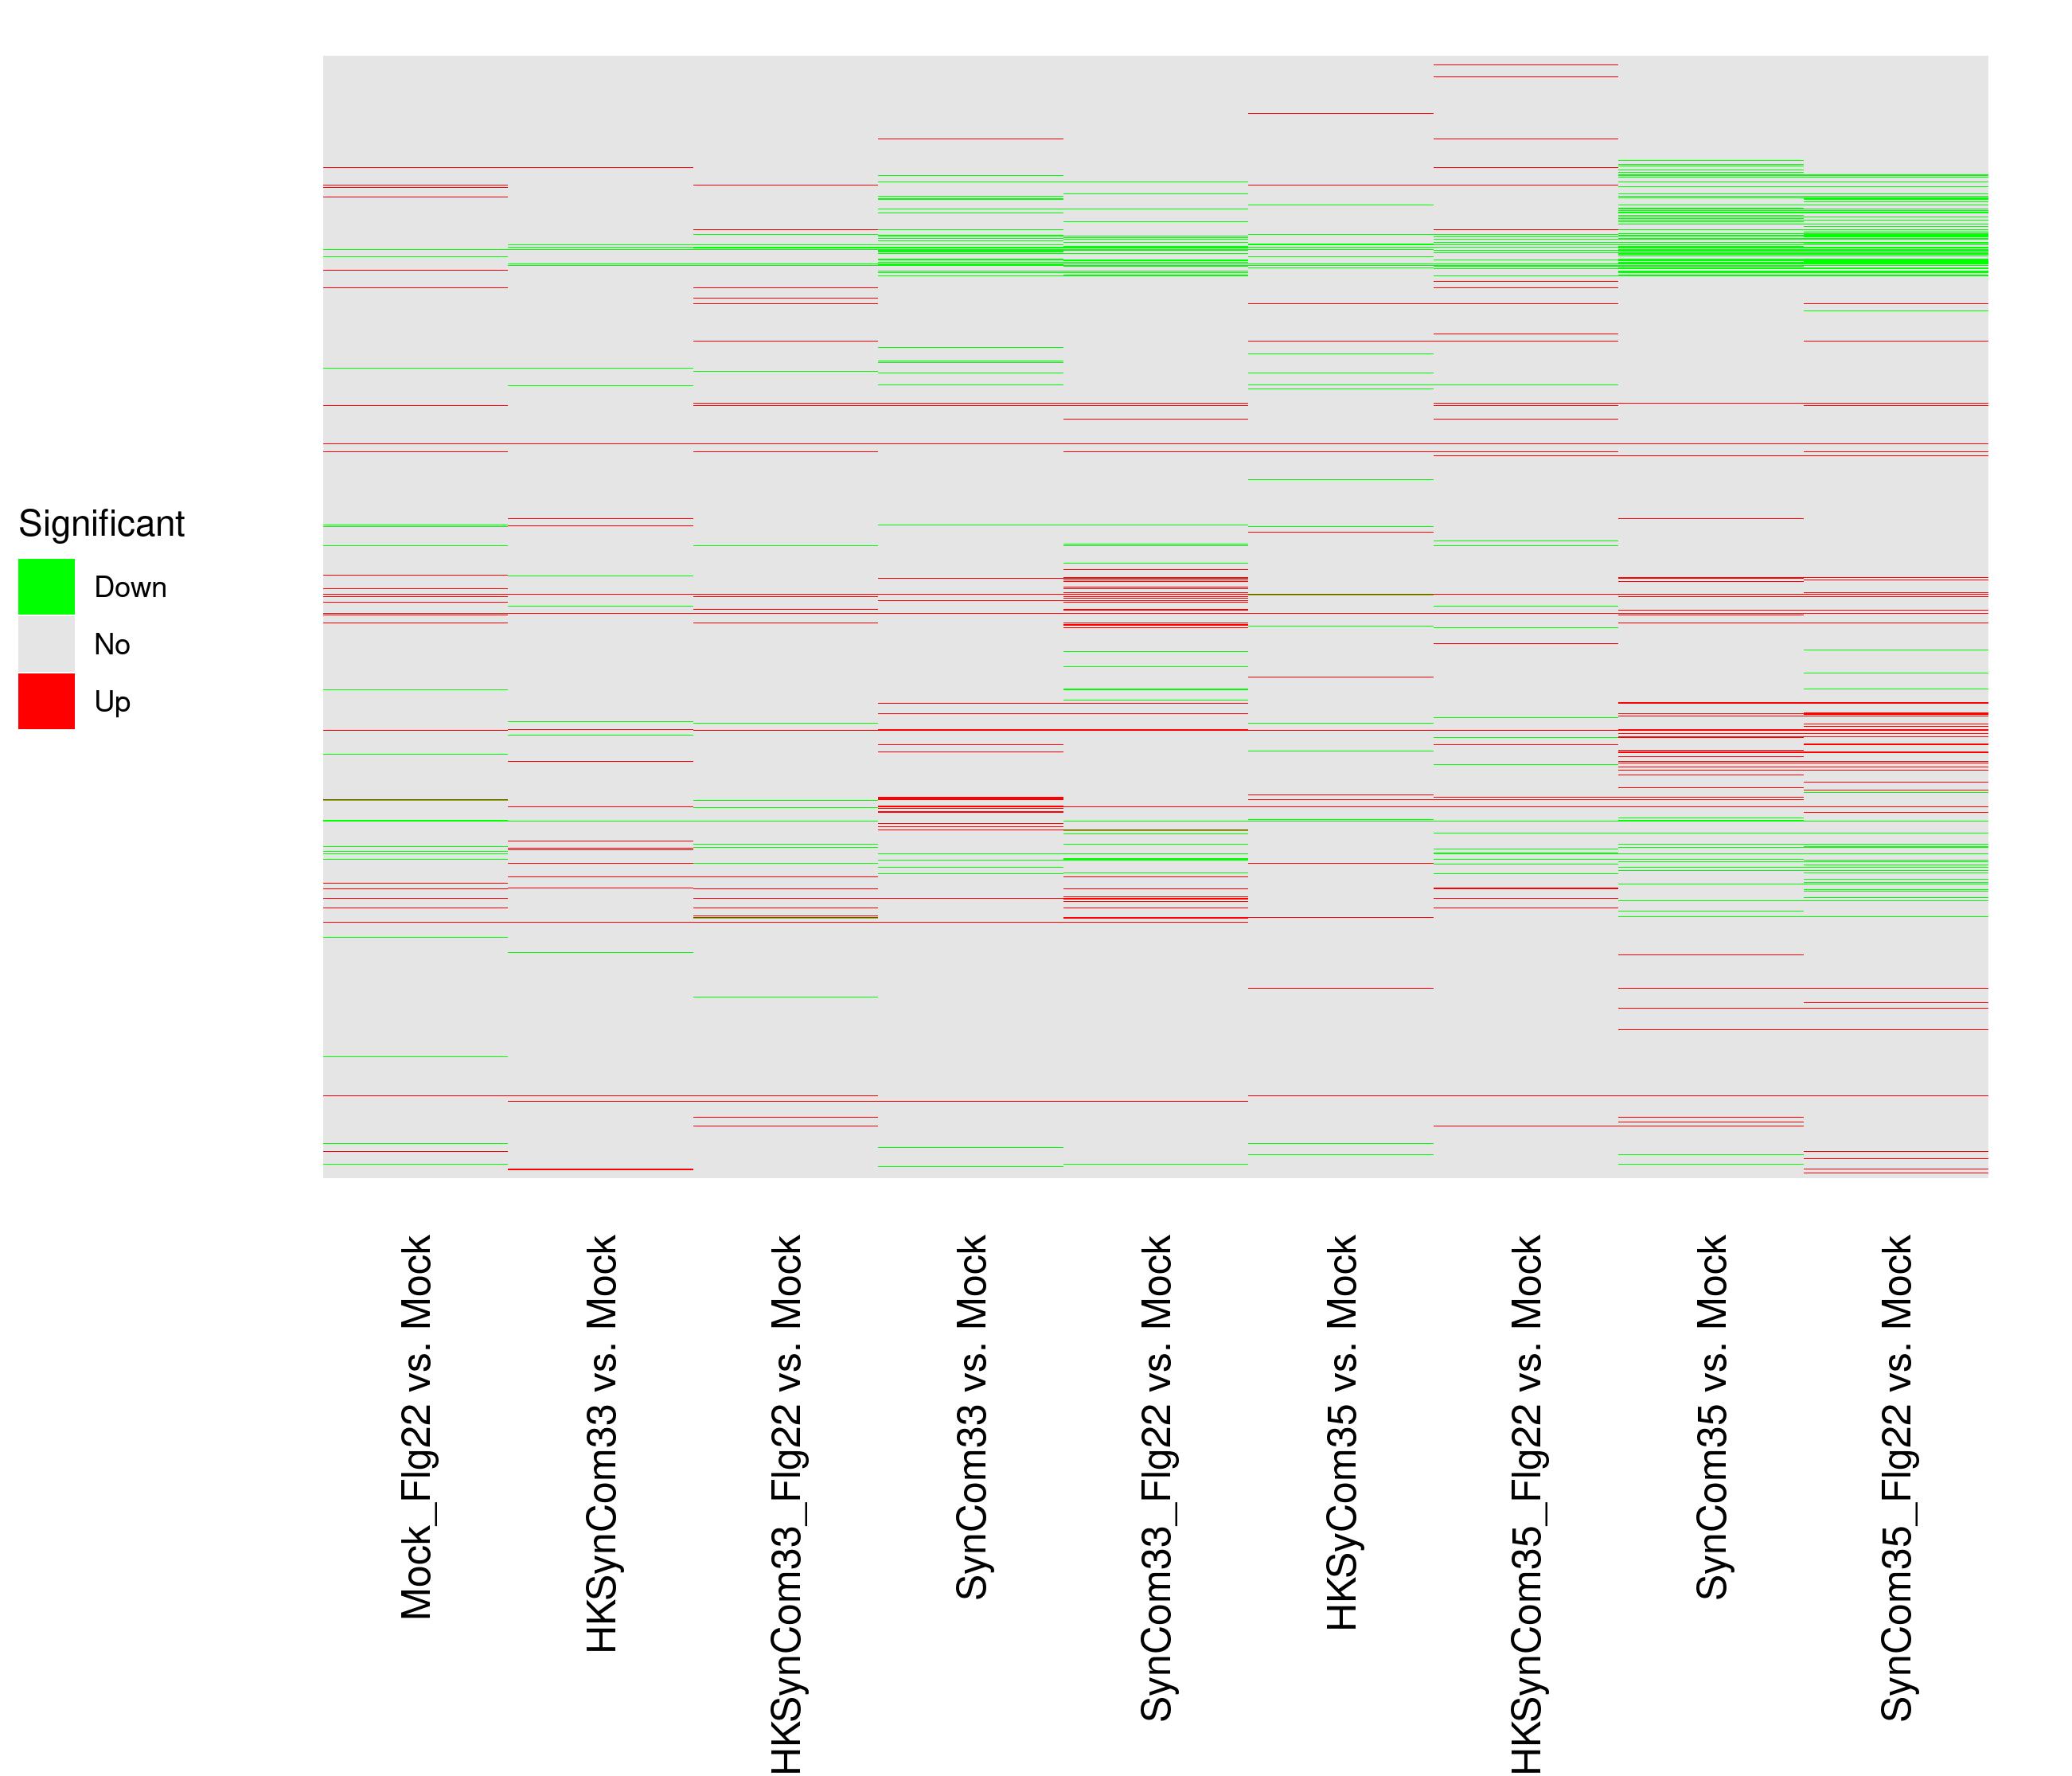 Significant
Down
No
Up
Mock_Flg22 vs. Mock
HKSynCom33 vs. Mock
HKSynCom33_Flg22 vs. Mock
SynCom33 vs. Mock
SynCom33_Flg22 vs. Mock
HKSyCom35 vs. Mock
HKSynCom35_Flg22 vs. Mock
SynCom35 vs. Mock
SynCom35_Flg22 vs. Mock